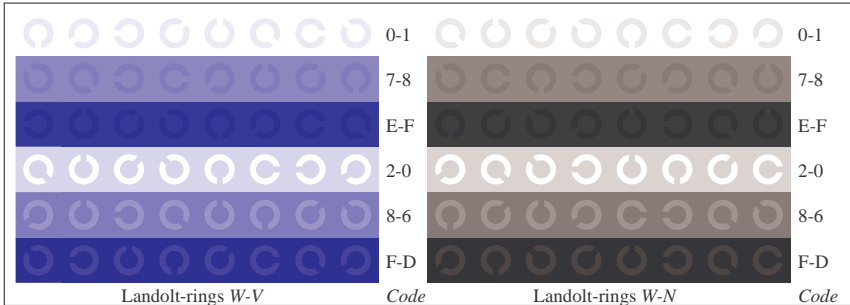 0-1 0-1
7-8 7-8
E-F E-F
2-0 2-0
8-6 8-6
F-D F-D
Landolt-rings W-V Code Landolt-rings W-N Code